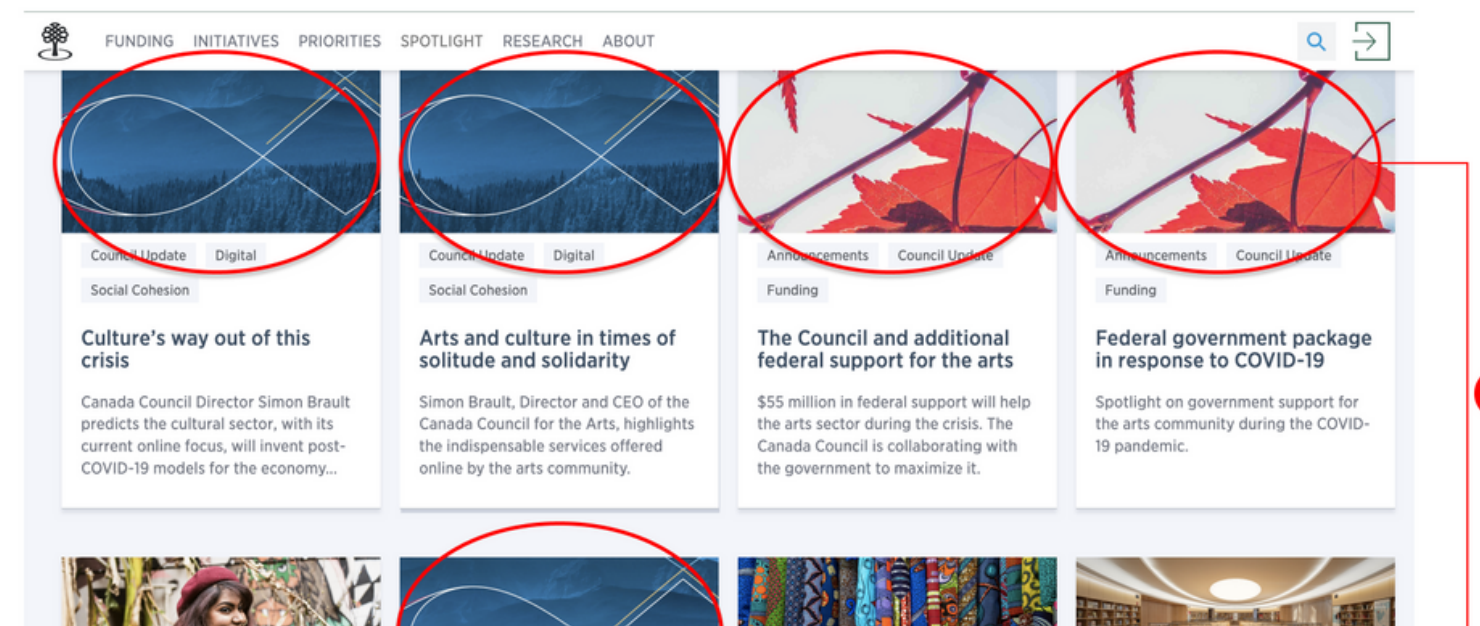 FUNDING INITIATIVES PRIORITIES SPOTLIGHT RESEARCH ABOUT
Council Update Digital
Social Cohesion
Culture's way out of this
crisis
Canada Council Director Simon Brault
predicts the cultural sector, with its
current online focus, will invent post-
COVID-19 models for the economy...
Council Update Digital
Social Cohesion
Arts and culture in times of
solitude and solidarity
Simon Brault, Director and CEO of the
Canada Council for the Arts, highlights
the indispensable services offered
online by the arts community.
Announcements Council Update
Funding
The Council and additional
federal support for the arts
$55 million in federal support will help
the arts sector during the crisis. The
Canada Council is collaborating with
the government to maximize it.
Announcements Council Update
Funding
Federal government package
in response to COVID-19
Spotlight on government support for
the arts community during the COVID-
19 pandemic.